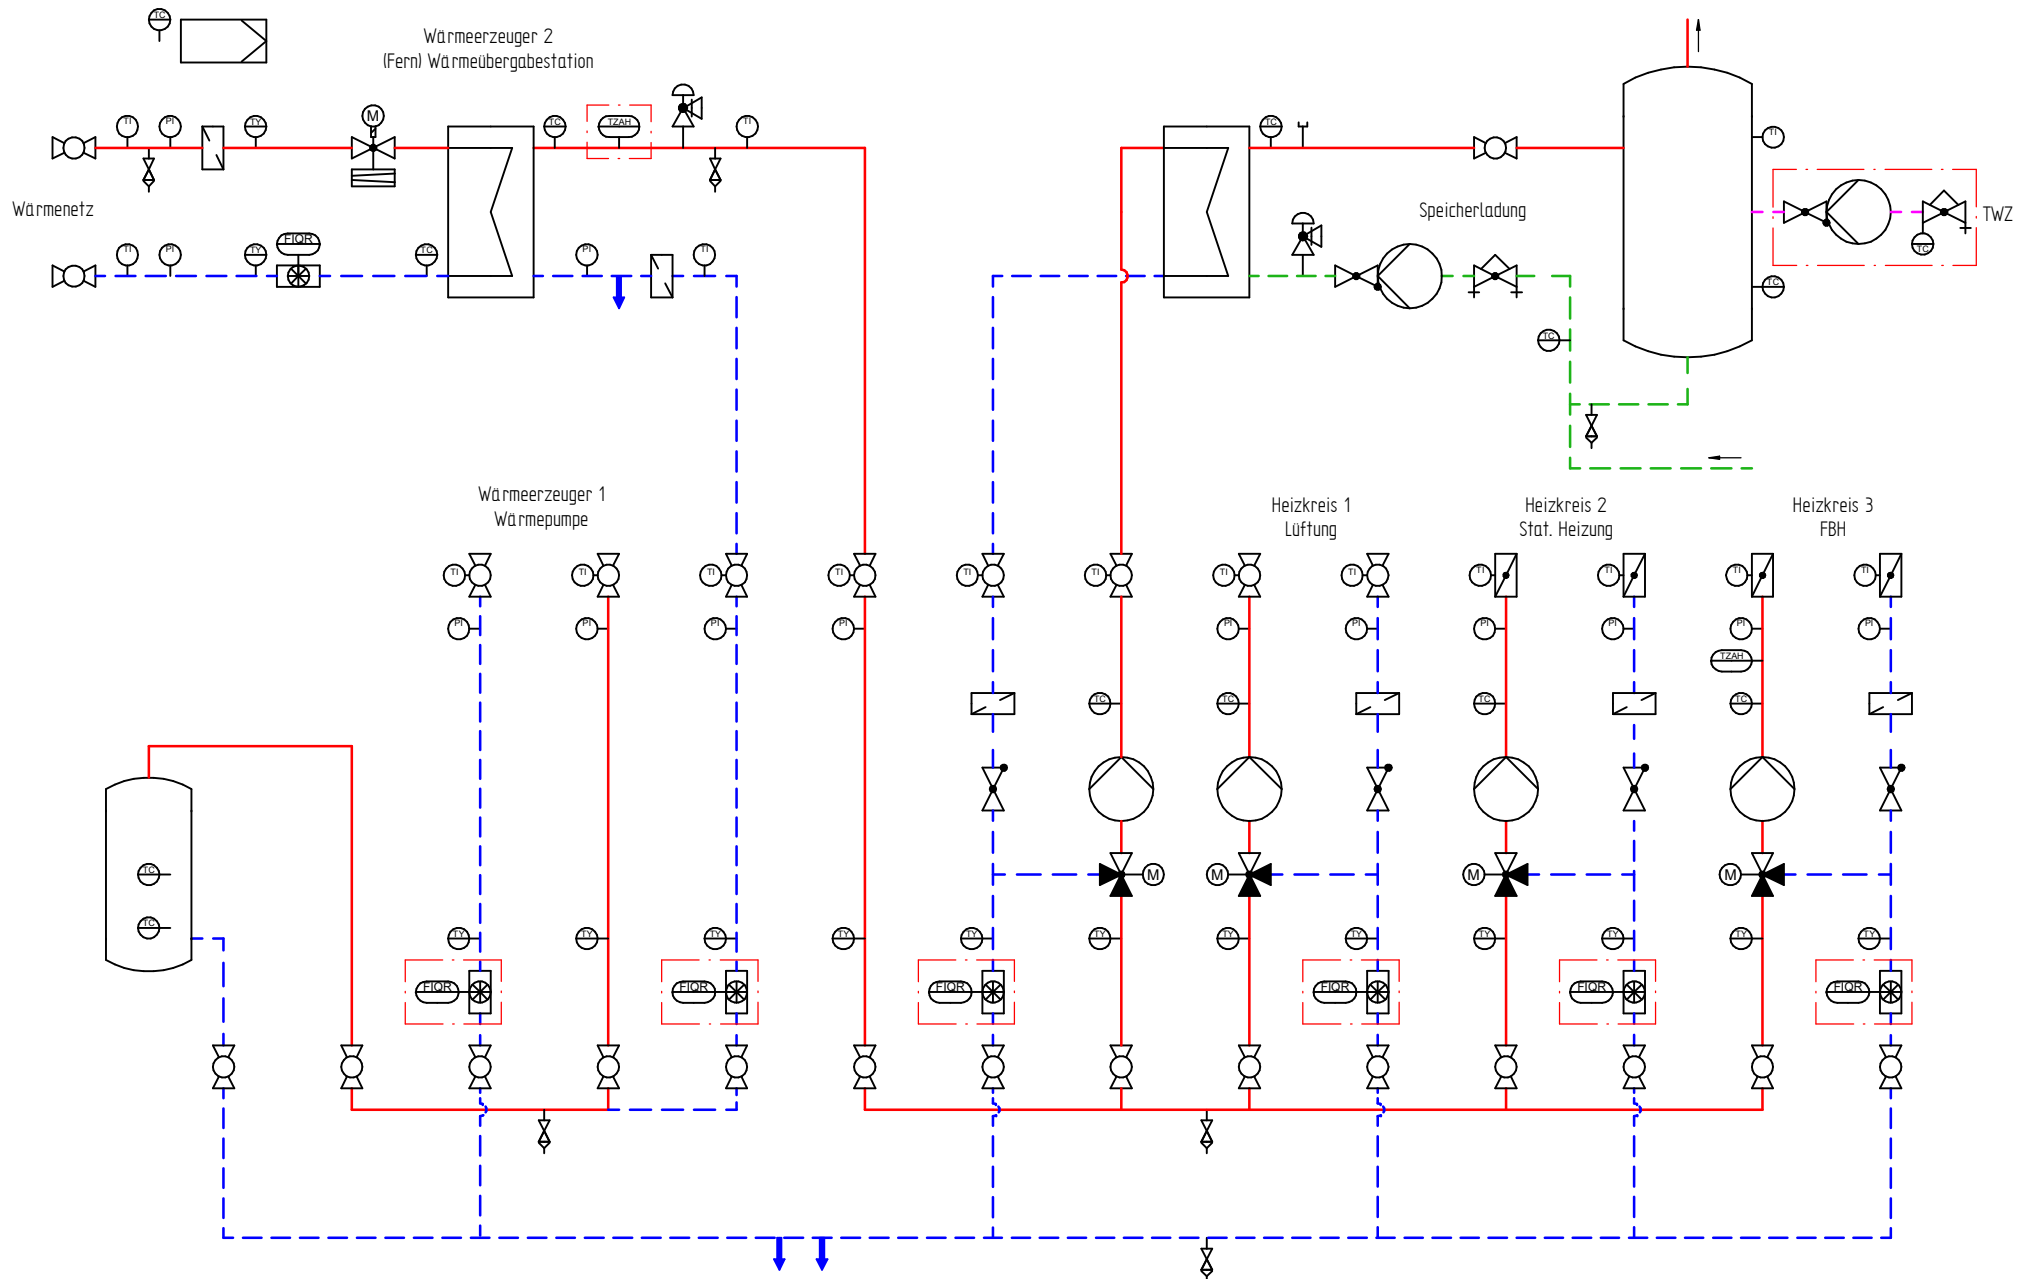 TC
Wärmeerzeuger 2
(Fern) Wärmeübergabestation
TI PI TY M TC TZAH TI
TC
TI
Wärmenetz
Speicherladung
TWZ
TC
TI PI TY FIQR TC PI TI
TC
TC
Wärmeerzeuger 1
Wärmepumpe
Heizkreis 1
Lüftung
Heizkreis 2
Stat. Heizung
Heizkreis 3
FBH
TI TI TI TI TI TI TI TI TI TI TI TI
PI PI PI PI PI PI PI PI PI PI
TZAH
TC TC TC TC
TC
M M M M
TC
TY TY TY TY TY TY TY TY TY TY TY TY
FIQR FIQR FIQR FIQR FIQR FIQR